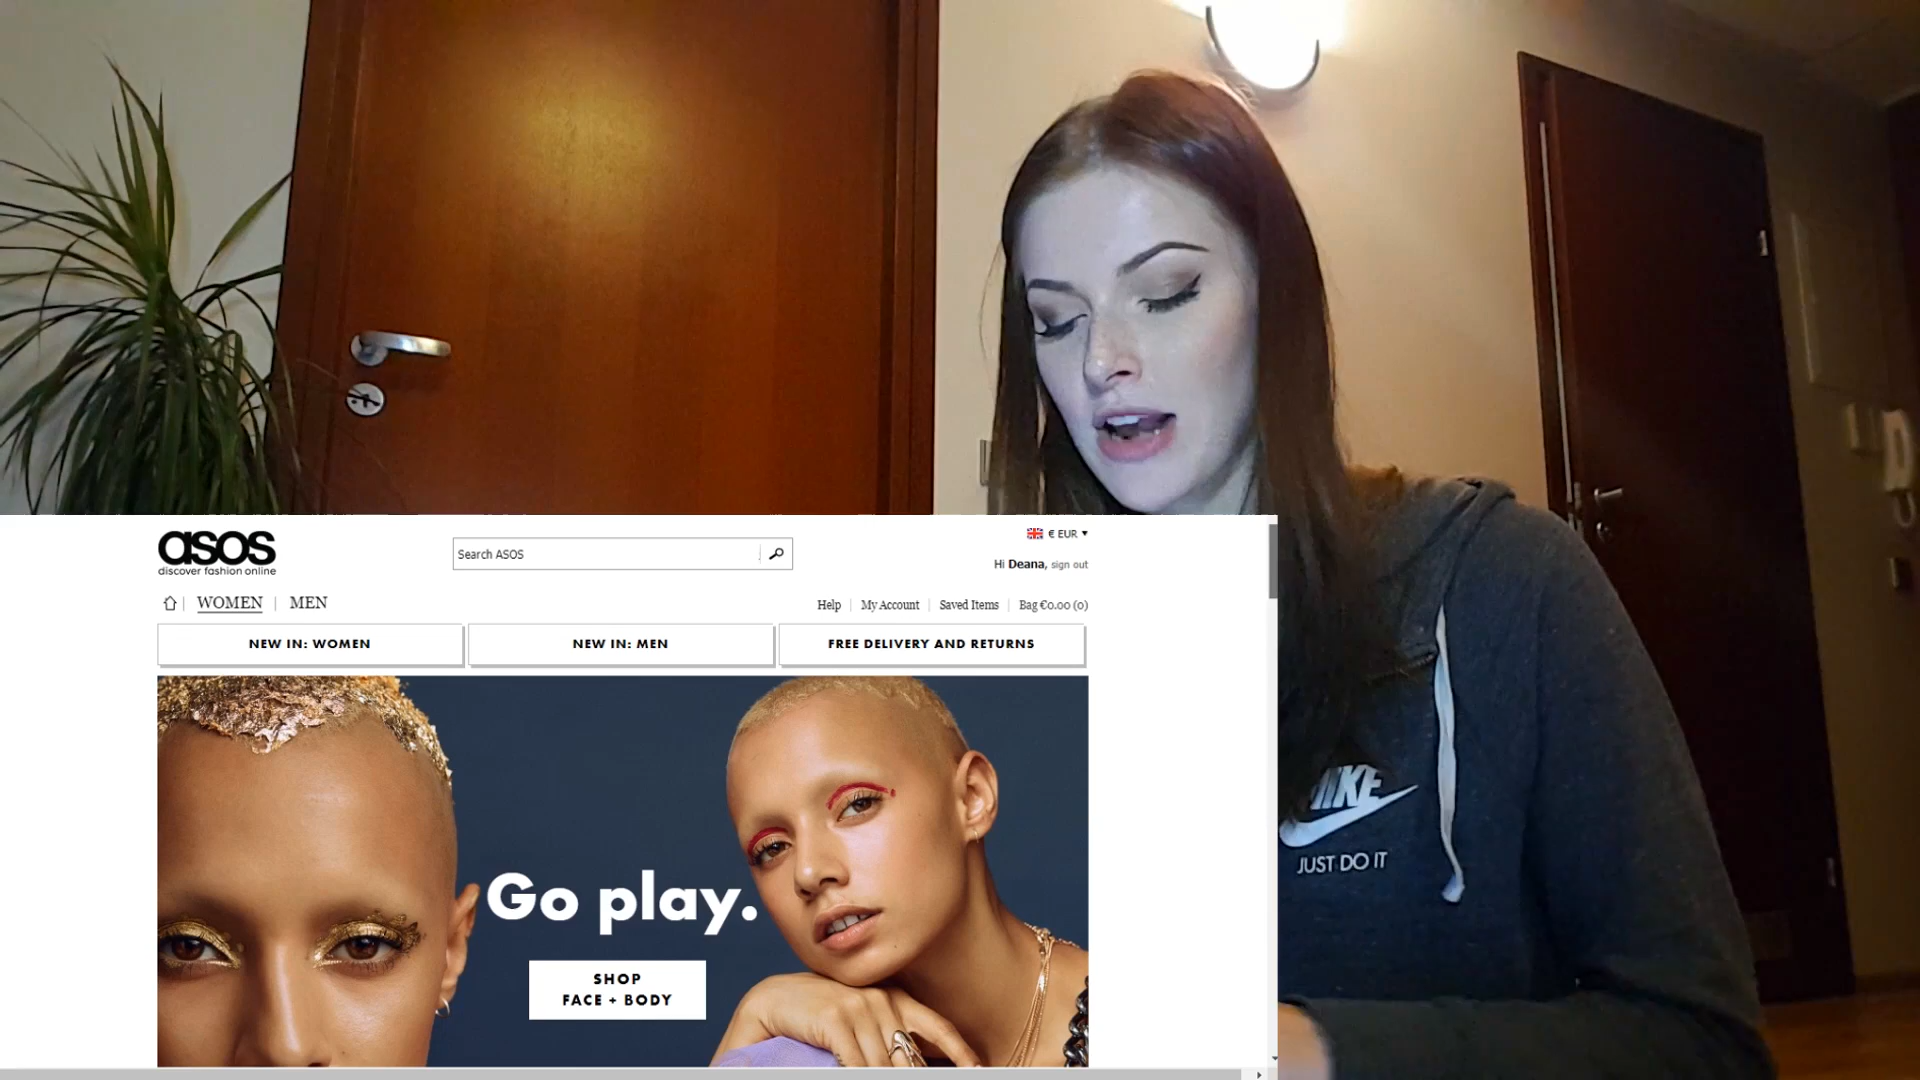 asos
discover fashion online
Search ASOS
€ EUR
Hi Deana, sign out
WOMEN | MEN
Help | My Account | Saved Items | Bag €0.00 (0)
NEW IN: WOMEN
NEW IN: MEN
FREE DELIVERY AND RETURNS
Go play.
SHOP
FACE + BODY
NIKE
JUST DO IT